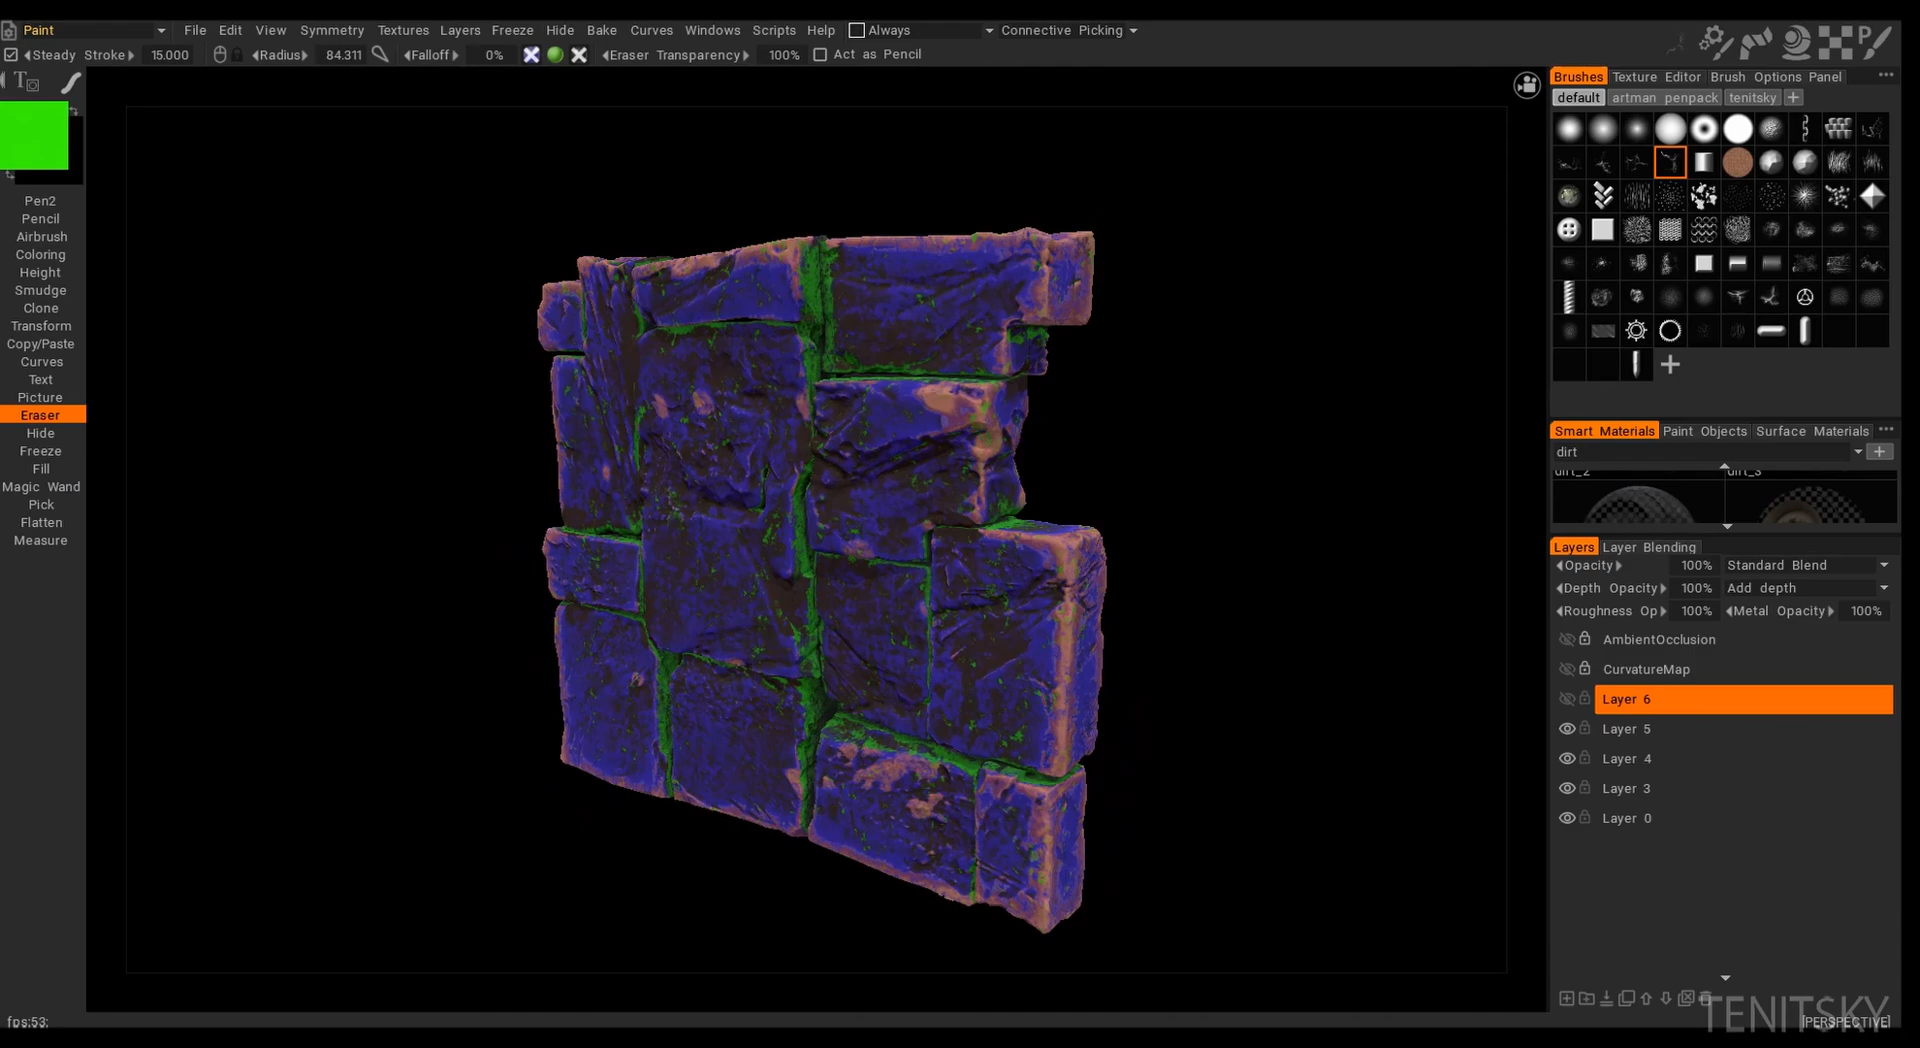 Paint File Edit View Symmetry Textures Layers Freeze Hide Bake Curves Windows Scripts Help Always Connective Picking
Steady Stroke 15.000 Radius 84.311 Falloff 0% Eraser Transparency 100% Act as Pencil
T
Pen2
Pencil
Airbrush
Coloring
Height
Smudge
Clone
Transform
Copy/Paste
Curves
Text
Picture
Eraser
Hide
Freeze
Fill
Magic Wand
Pick
Flatten
Measure
fps:53;
P
Brushes Texture Editor Brush Options Panel
default artman penpack tenitsky +
Smart Materials Paint Objects Surface Materials
dirt
dirt_2 dirt_3
Layers Layer Blending
Opacity 100% Standard Blend
Depth Opacity 100% Add depth
Roughness Op 100% Metal Opacity 100%
AmbientOcclusion
CurvatureMap
Layer 6
Layer 5
Layer 4
Layer 3
Layer 0
TENITSKY
[PERSPECTIVE]